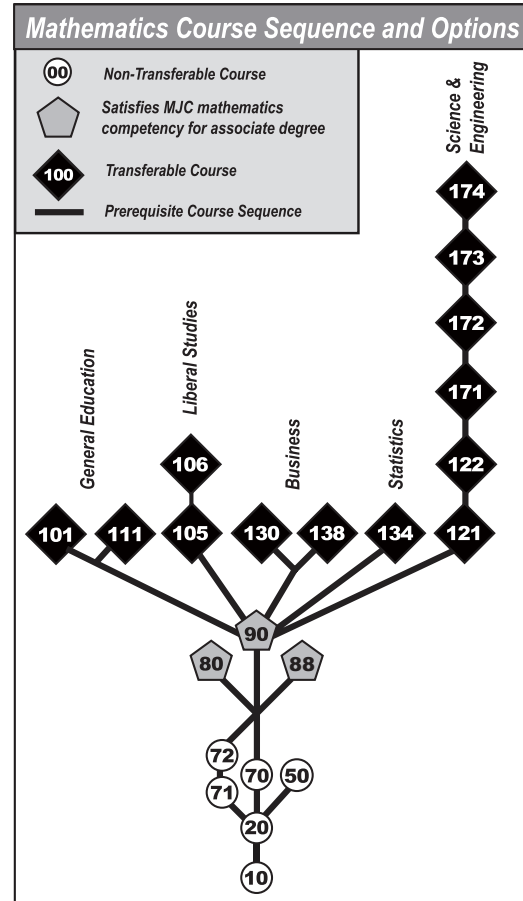 Mathematics Course Sequence and Options
00 Non-Transferable Course
Satisfies MJC mathematics
competency for associate degree
100 Transferable Course
Prerequisite Course Sequence
Science &
Engineering
174
173
172
171
122
121
General Education
101
111
Liberal Studies
106
105
Business
130
138
Statistics
134
90
80
88
72
71
70
50
20
10